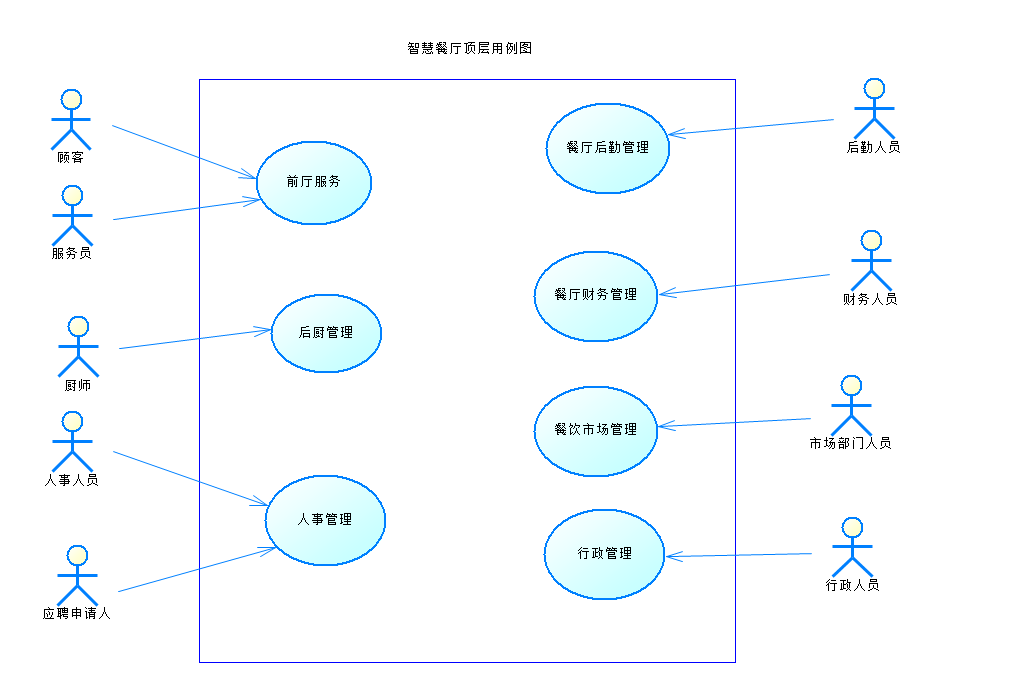 智慧餐厅顶层用例图
顾客
服务员
厨师
人事人员
应聘申请人
前厅服务
后厨管理
人事管理
餐厅后勤管理
餐厅财务管理
餐饮市场管理
行政管理
后勤人员
财务人员
市场部门人员
行政人员